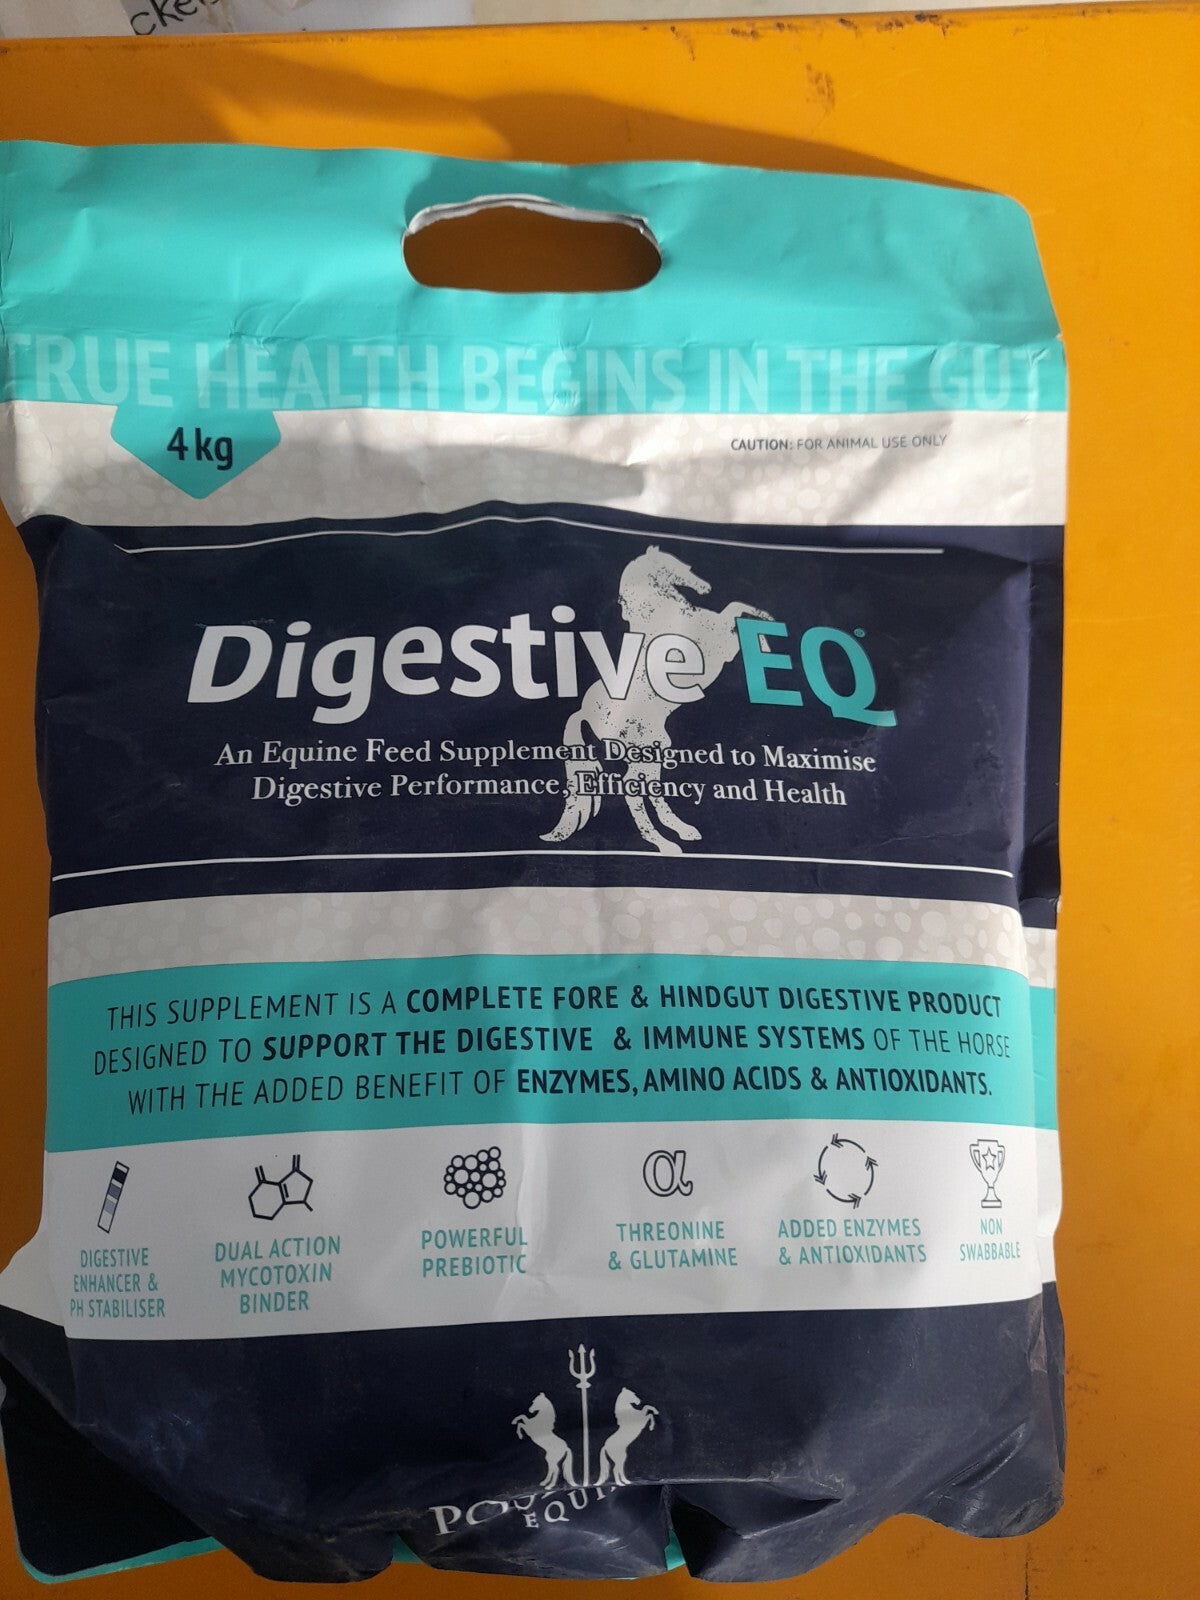 TRUE HEALTH BEGINS IN THE GUT
4kg
CAUTION: FOR ANIMAL USE ONLY
Digestive EQ®
An Equine Feed Supplement Designed to Maximise
Digestive Performance, Efficiency and Health
THIS SUPPLEMENT IS A COMPLETE FORE & HINDGUT DIGESTIVE PRODUCT
DESIGNED TO SUPPORT THE DIGESTIVE & IMMUNE SYSTEMS OF THE HORSE
WITH THE ADDED BENEFIT OF ENZYMES, AMINO ACIDS & ANTIOXIDANTS.
DIGESTIVE
ENHANCER &
PH STABILISER
DUAL ACTION
MYCOTOXIN
BINDER
POWERFUL
PREBIOTIC
α
THREONINE
& GLUTAMINE
ADDED ENZYMES
& ANTIOXIDANTS
NON
SWABBABLE